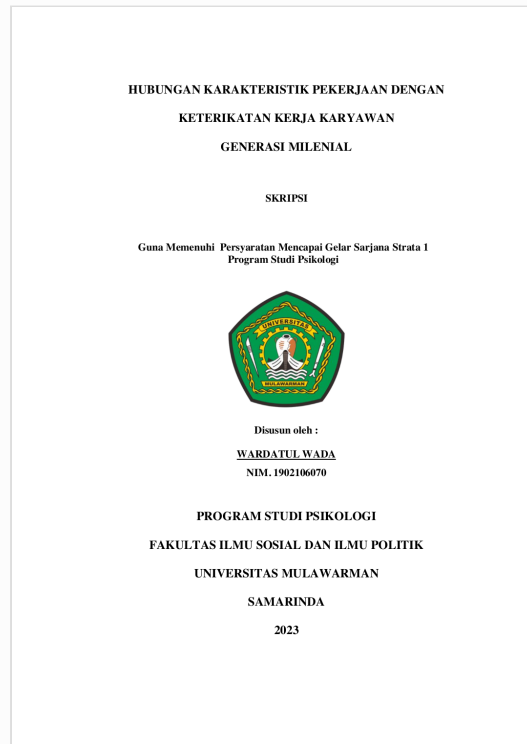 HUBUNGAN KARAKTERISTIK PEKERJAAN DENGAN
KETERIKATAN KERJA KARYAWAN
GENERASI MILENIAL
SKRIPSI
Guna Memenuhi Persyaratan Mencapai Gelar Sarjana Strata 1
Program Studi Psikologi
UNIVERSITAS
MULAWARMAN
Disusun oleh :
WARDATUL WADA
NIM. 1902106070
PROGRAM STUDI PSIKOLOGI
FAKULTAS ILMU SOSIAL DAN ILMU POLITIK
UNIVERSITAS MULAWARMAN
SAMARINDA
2023